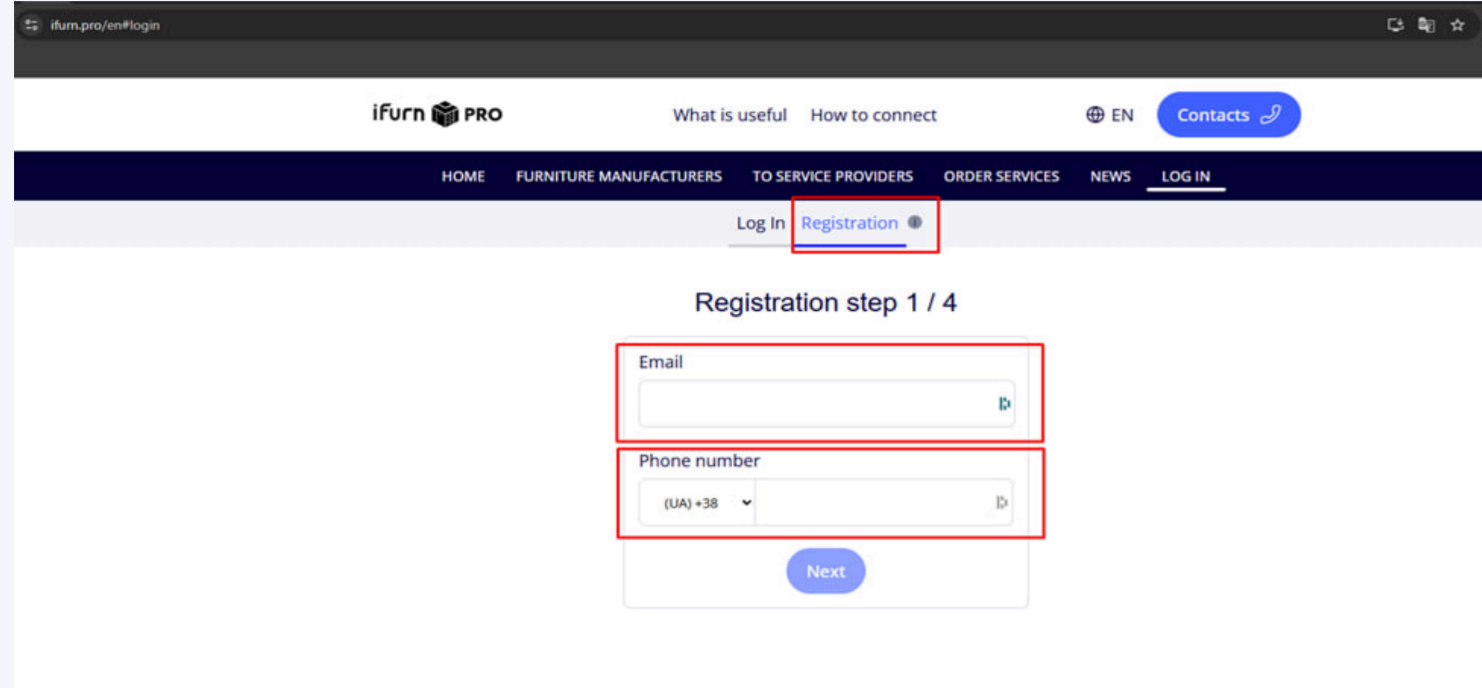 ifurn.pro/en#login
iFurn PRO
What is useful How to connect
EN
Contacts
HOME FURNITURE MANUFACTURERS TO SERVICE PROVIDERS ORDER SERVICES NEWS LOG IN
Log In Registration
Registration step 1 / 4
Email
Phone number
(UA) +38
Next